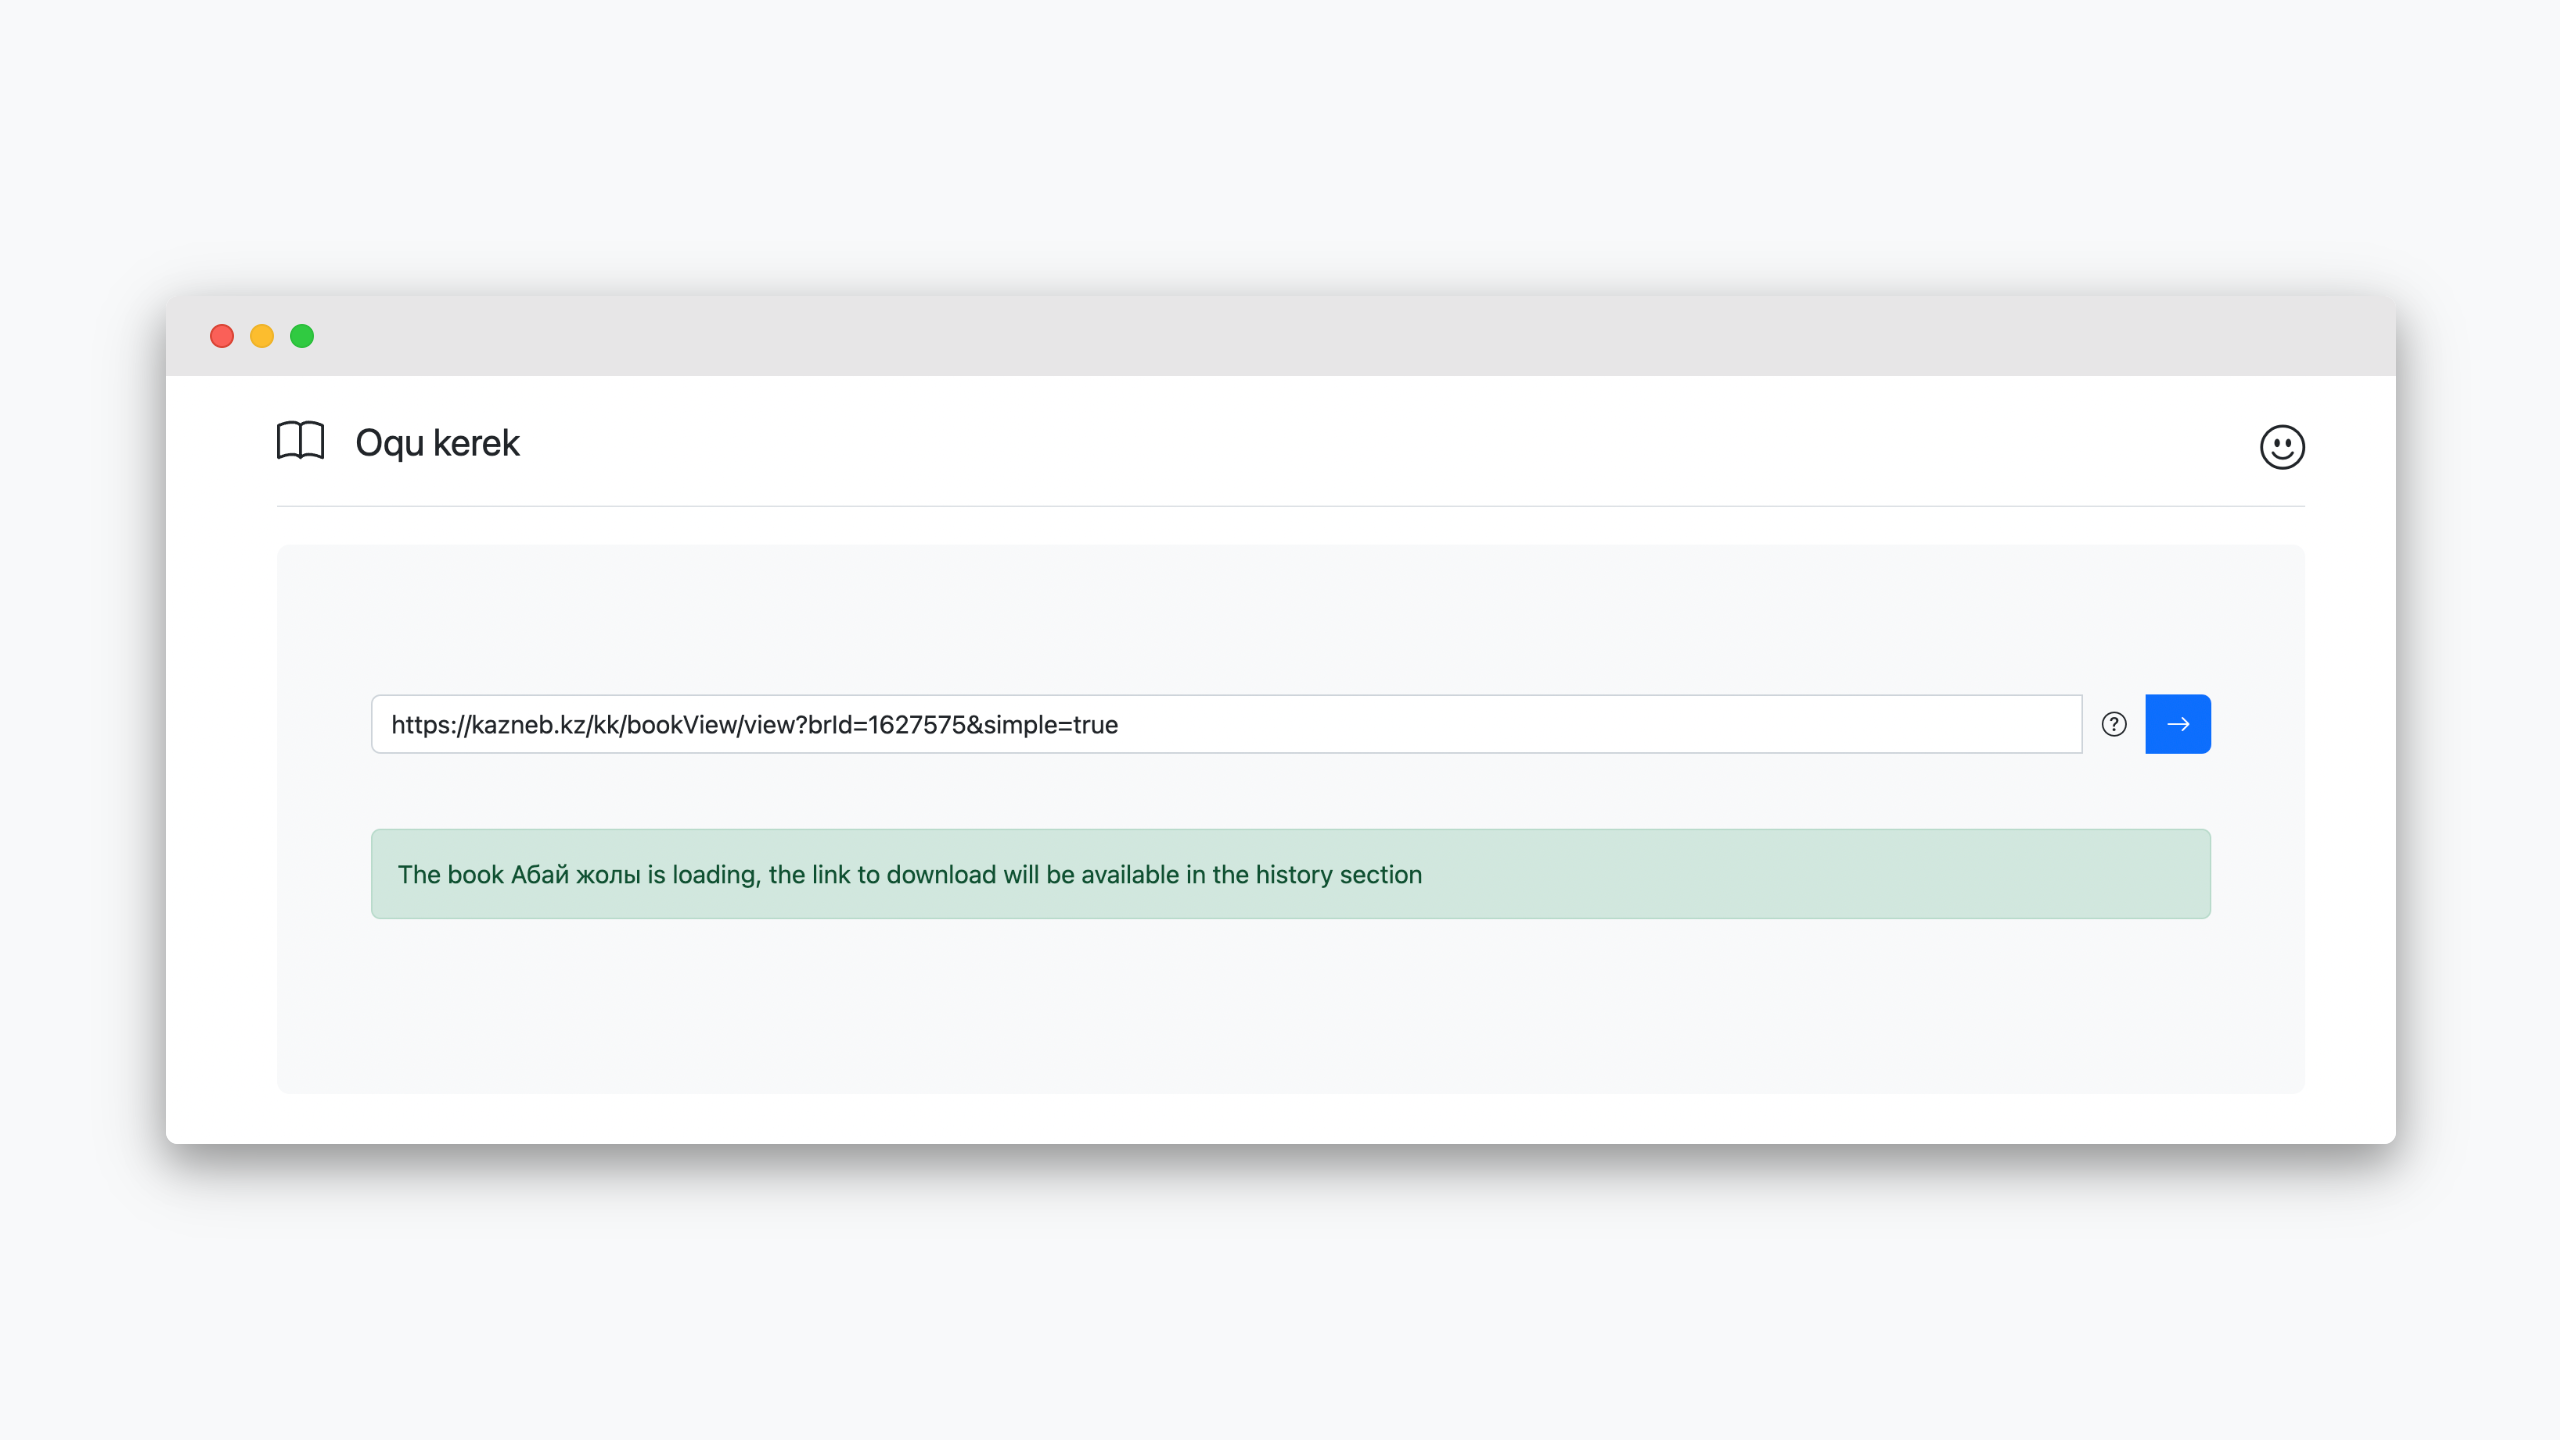 Oqu kerek
https://kazneb.kz/kk/bookView/view?brId=1627575&simple=true
The book Абай жолы is loading, the link to download will be available in the history section